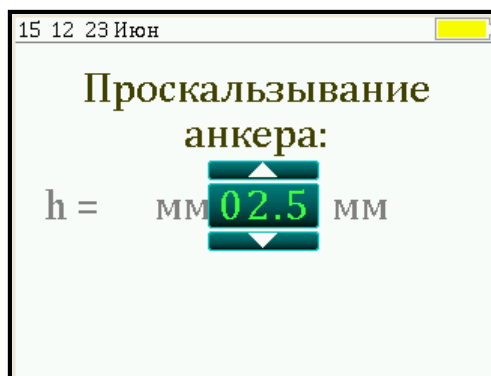 15 12 23 Июн
Проскальзывание
анкера:
h = мм 02.5 мм